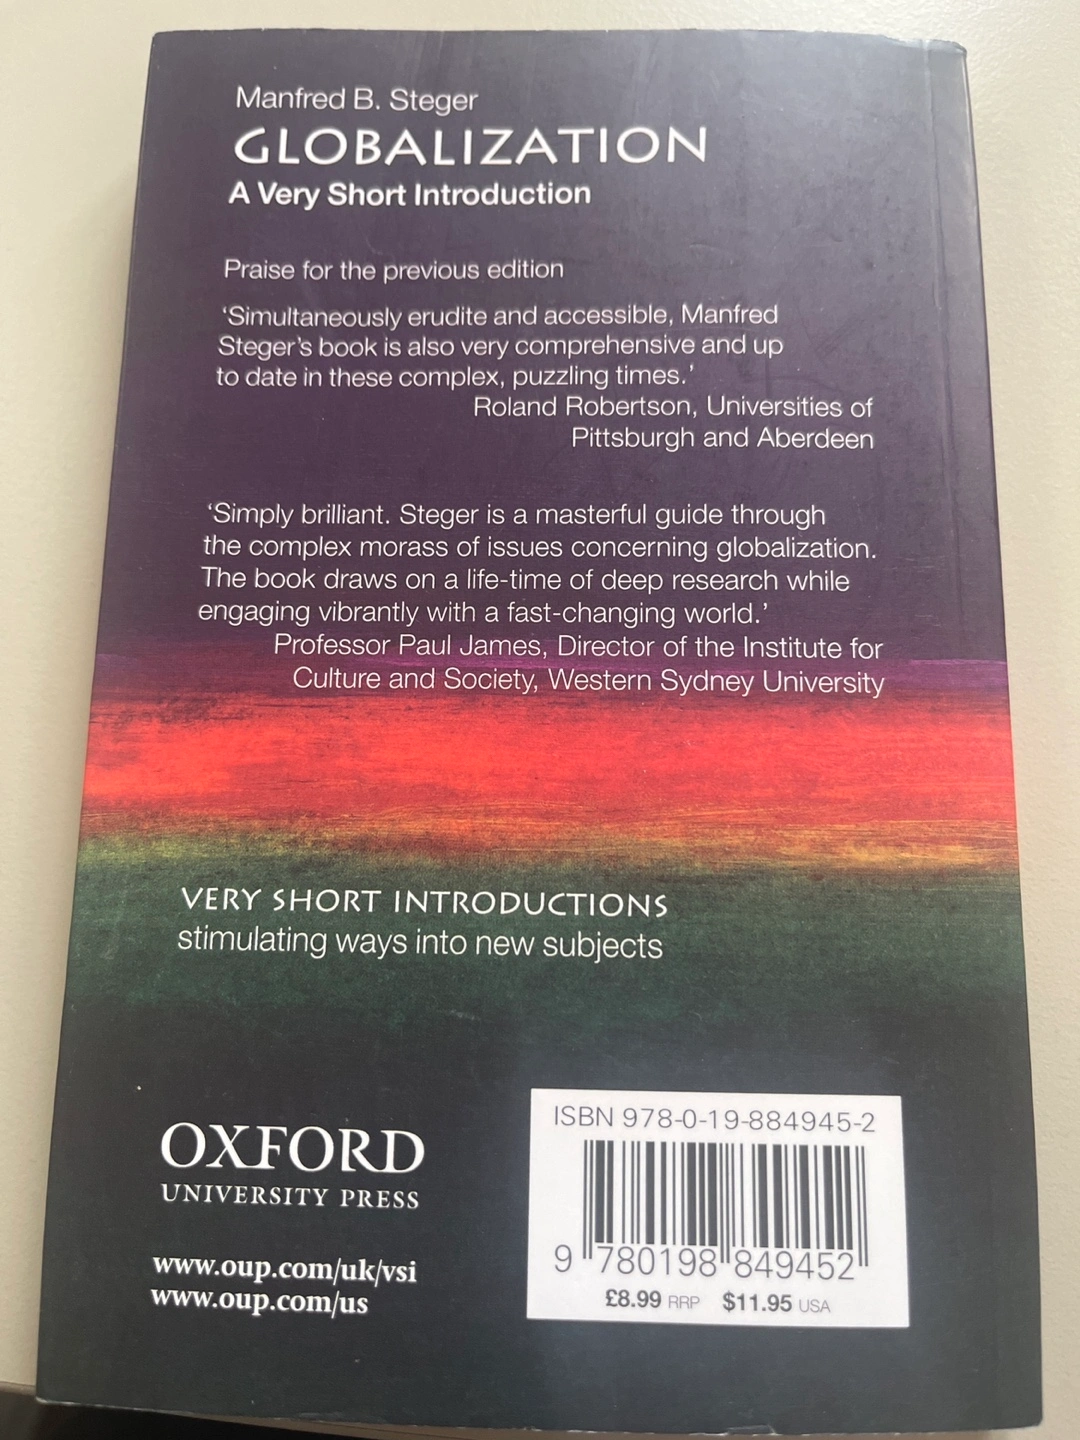 Manfred B. Steger
GLOBALIZATION
A Very Short Introduction
Praise for the previous edition
‘Simultaneously erudite and accessible, Manfred
Steger’s book is also very comprehensive and up
to date in these complex, puzzling times.’
Roland Robertson, Universities of
Pittsburgh and Aberdeen
‘Simply brilliant. Steger is a masterful guide through
the complex morass of issues concerning globalization.
The book draws on a life-time of deep research while
engaging vibrantly with a fast-changing world.’
Professor Paul James, Director of the Institute for
Culture and Society, Western Sydney University
VERY SHORT INTRODUCTIONS
stimulating ways into new subjects
OXFORD
UNIVERSITY PRESS
www.oup.com/uk/vsi
www.oup.com/us
ISBN 978-0-19-884945-2
9 780198 849452
£8.99 RRP $11.95 USA